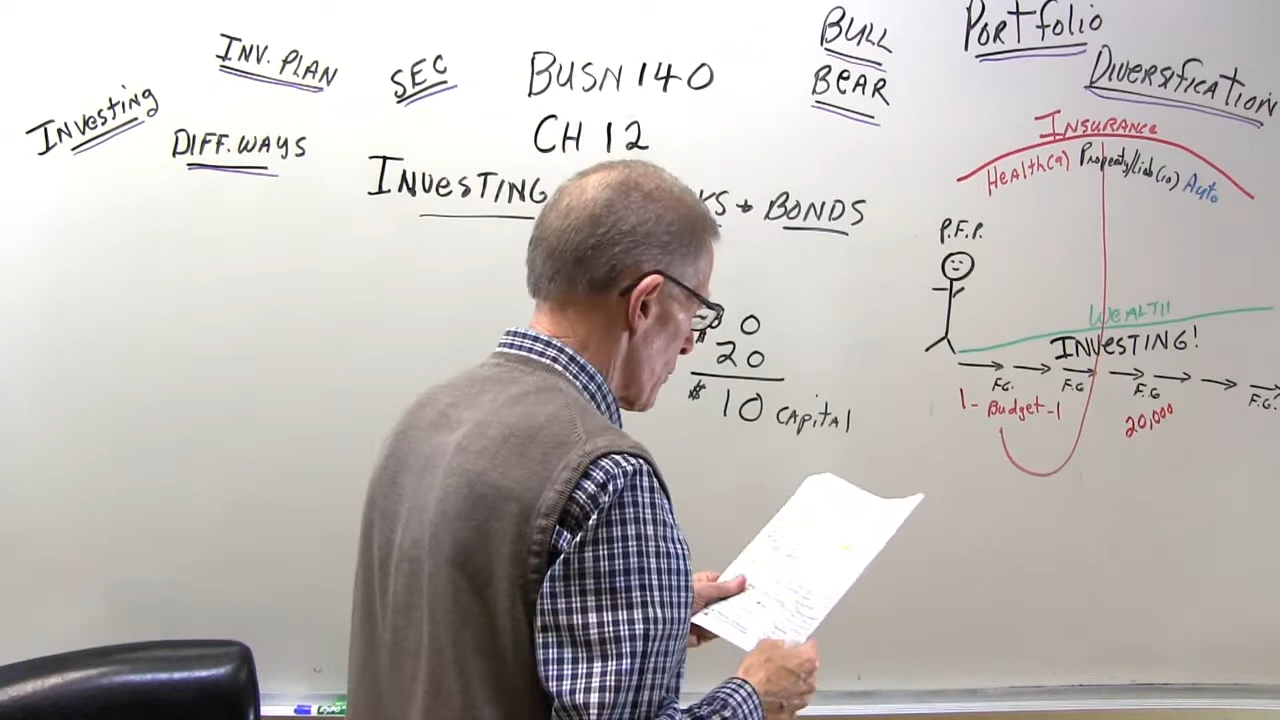 INVESTING
INV. PLAN
DIFF. WAYS
SEC
BUSN 140
CH 12
INVESTING
+ BONDS
BULL
BEAR
PORTFOLIO
DIVERSIFICATION
INSURANCE
Health (9) Property/Liab (10) Auto
P.F.P.
WEALTH
INVESTING!
F.G. F.G F.G F.G.
1- Budget -1
20,000
20
$ 10 CAPITAL
EXPO